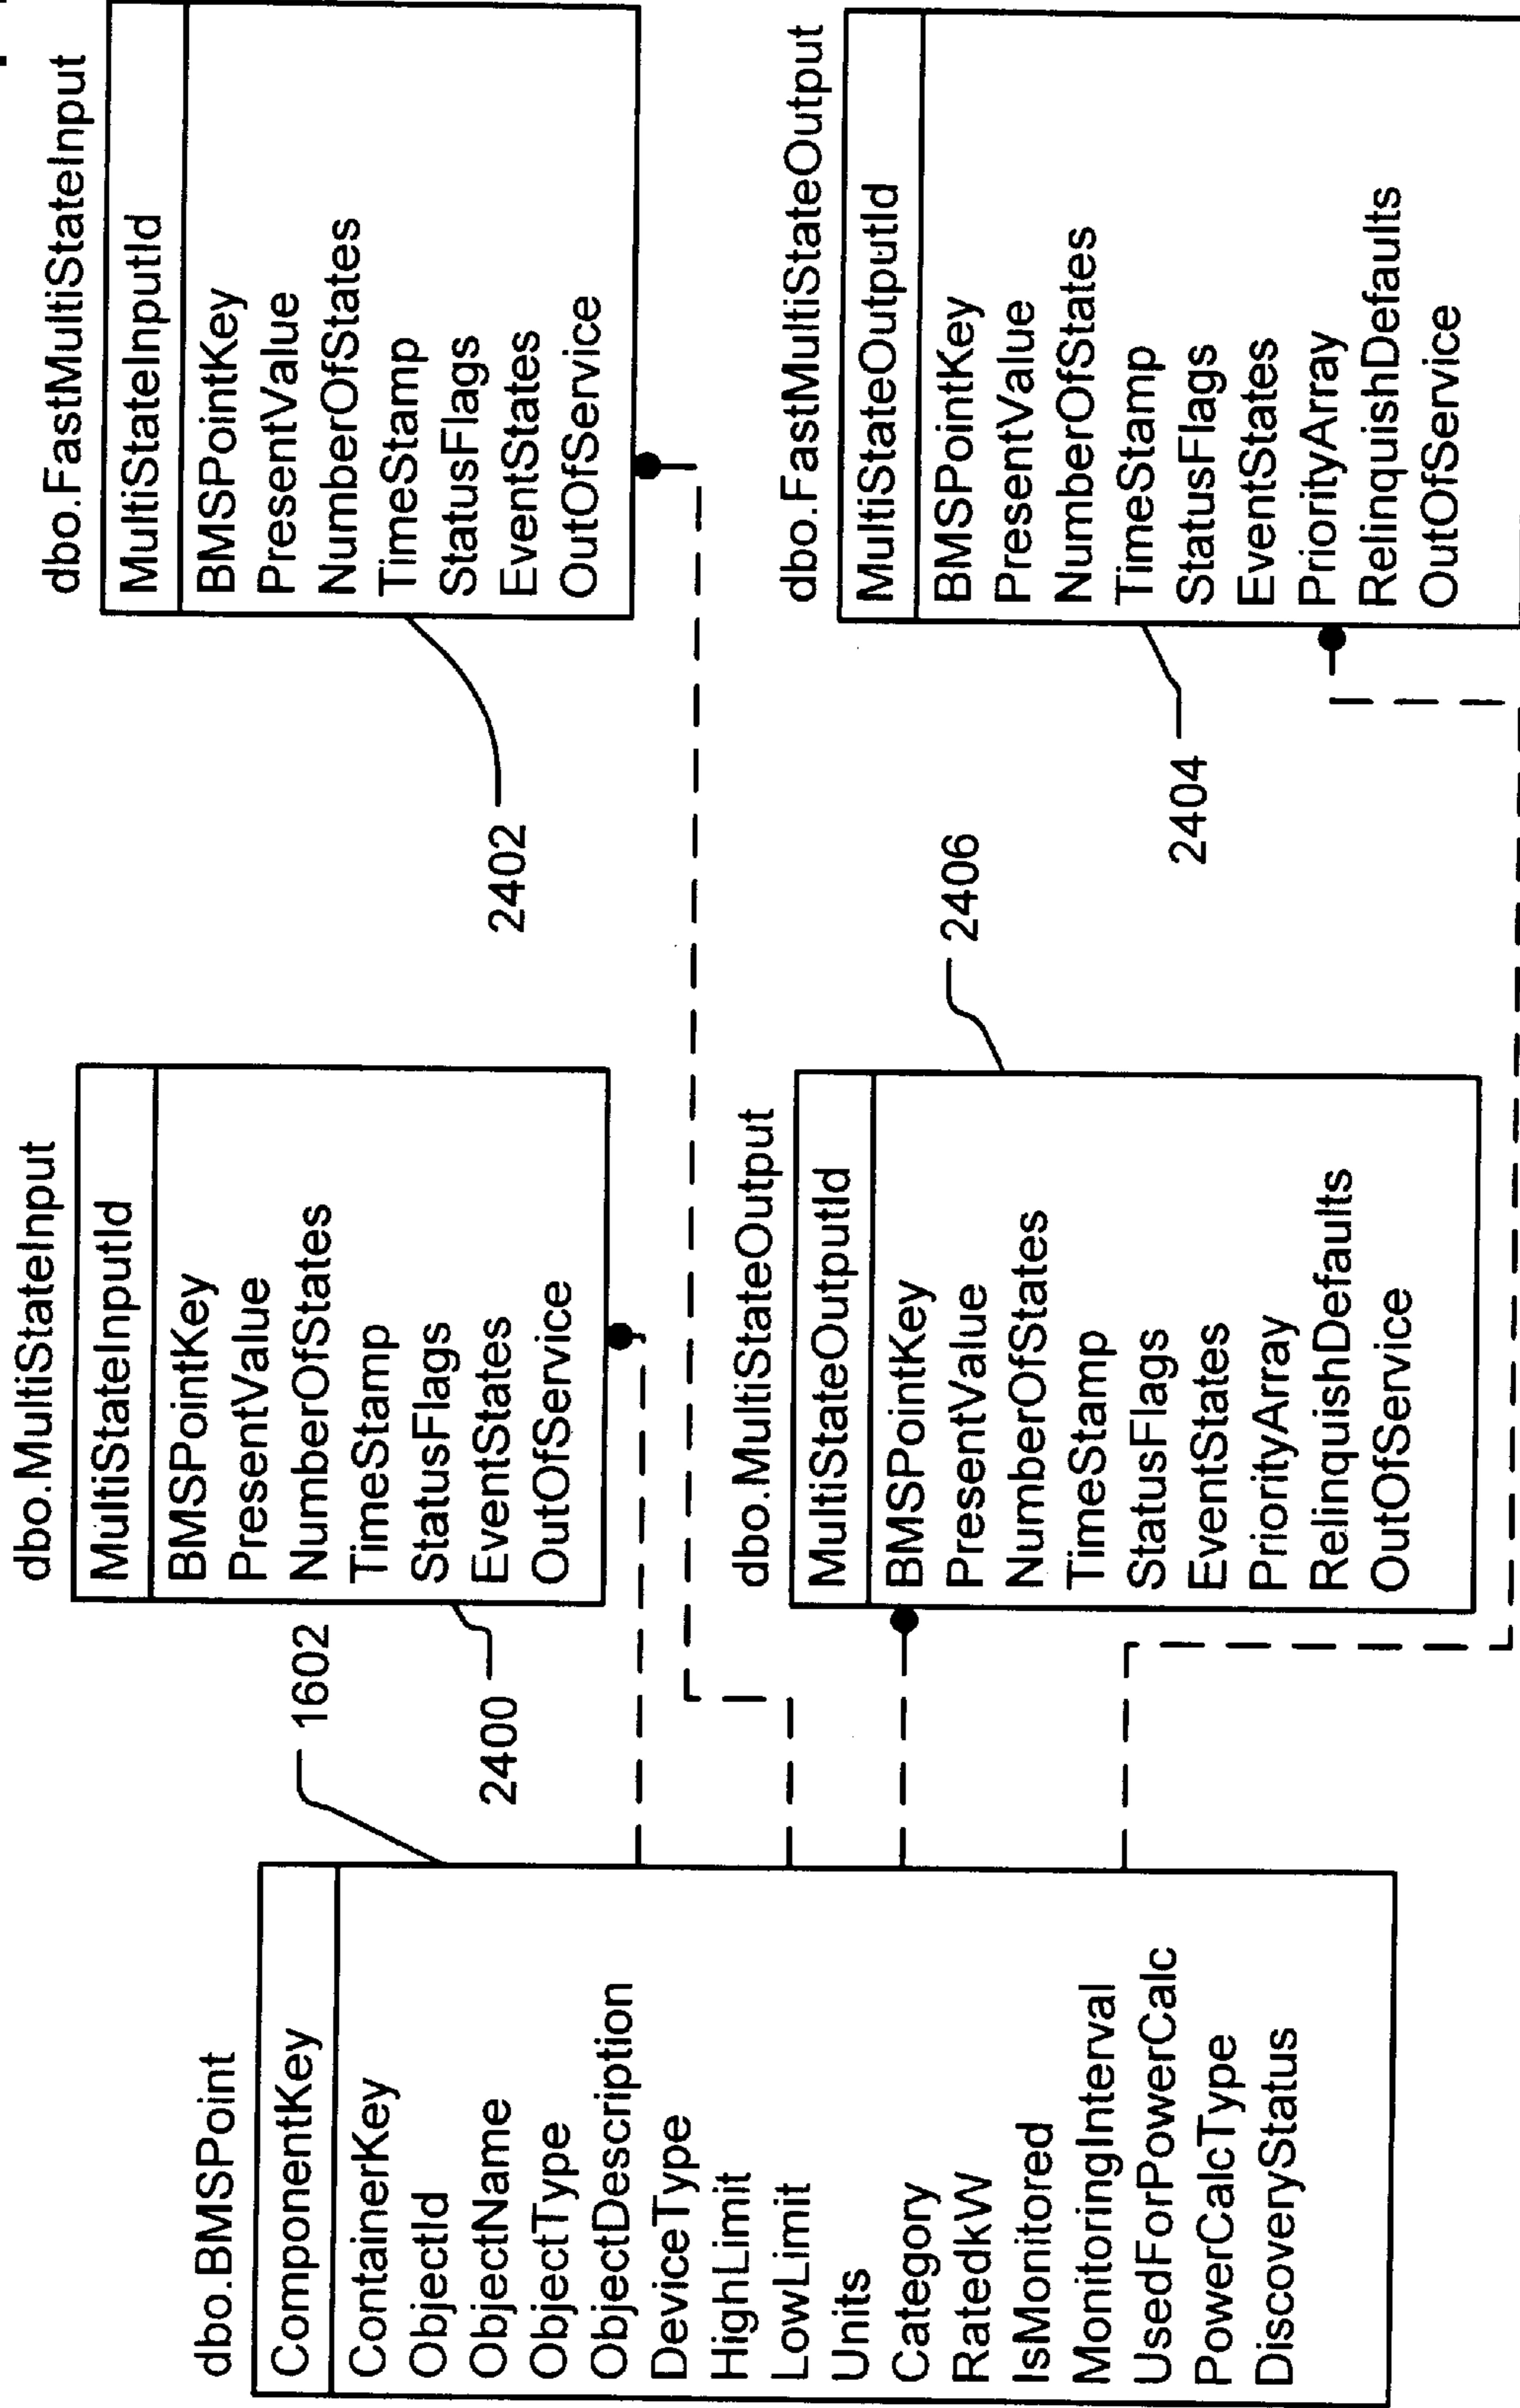 dbo.BMSPoint
ComponentKey
ContainerKey
ObjectId
ObjectName
ObjectType
ObjectDescription
DeviceType
HighLimit
LowLimit
Units
Category
RatedkW
IsMonitored
MonitoringInterval
UsedForPowerCalc
PowerCalcType
DiscoveryStatus
1602
dbo.MultiStateInput
MultiStateInputId
BMSPointKey
PresentValue
NumberOfStates
TimeStamp
StatusFlags
EventStates
OutOfService
2400
dbo.FastMultiStateInput
MultiStateInputId
BMSPointKey
PresentValue
NumberOfStates
TimeStamp
StatusFlags
EventStates
OutOfService
2402
dbo.MultiStateOutput
MultiStateOutputId
BMSPointKey
PresentValue
NumberOfStates
TimeStamp
StatusFlags
EventStates
PriorityArray
RelinquishDefaults
OutOfService
2406
dbo.FastMultiStateOutput
MultiStateOutputId
BMSPointKey
PresentValue
NumberOfStates
TimeStamp
StatusFlags
EventStates
PriorityArray
RelinquishDefaults
OutOfService
2404